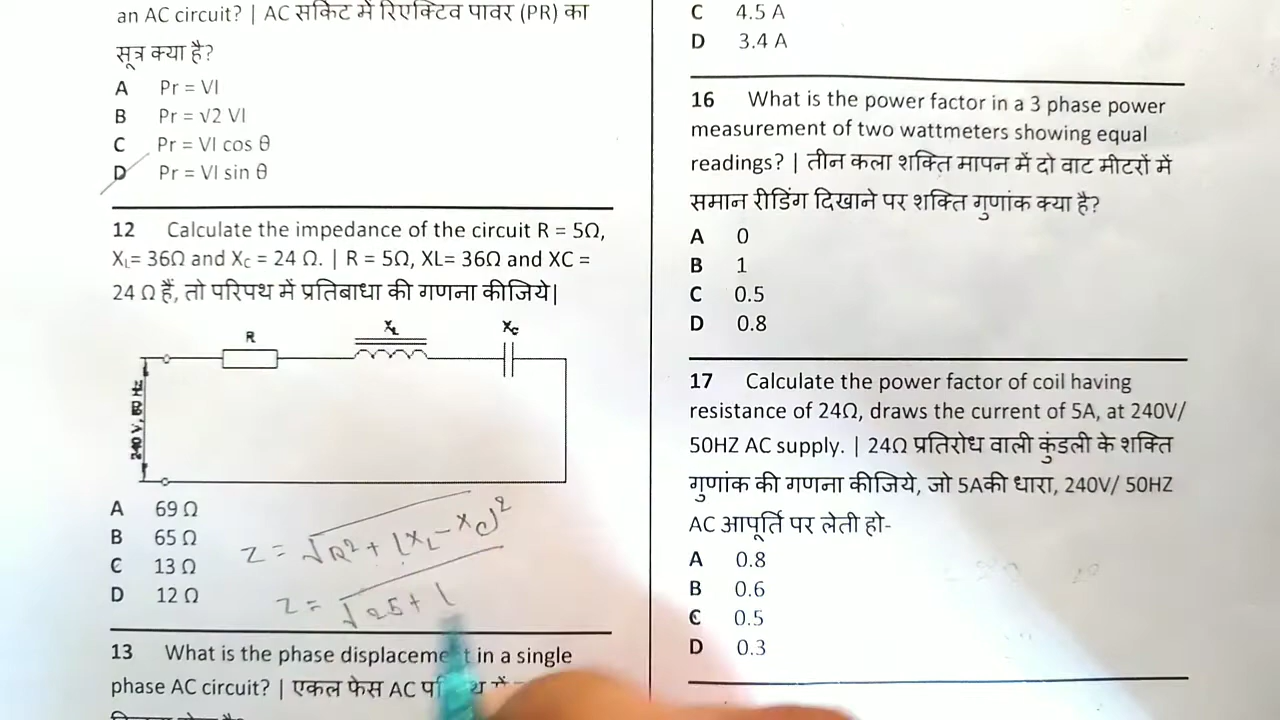 an AC circuit? | AC सर्किट में रिएक्टिव पावर (PR) का
सूत्र क्या है?
A Pr = VI
B Pr = √2 VI
C Pr = VI cos θ
D Pr = VI sin θ
12 Calculate the impedance of the circuit R = 5Ω,
XL= 36Ω and XC = 24 Ω. | R = 5Ω, XL= 36Ω and XC =
24 Ω हैं, तो परिपथ में प्रतिबाधा की गणना कीजिये|
R XL XC
240 V, 60 Hz
A 69 Ω
B 65 Ω
C 13 Ω
D 12 Ω
Z = √R² + (XL - XC)²
Z = √25 + (
13 What is the phase displacement in a single
phase AC circuit? | एकल फेस AC
C 4.5 A
D 3.4 A
16 What is the power factor in a 3 phase power
measurement of two wattmeters showing equal
readings? | तीन कला शक्ति मापन में दो वाट मीटरों में
समान रीडिंग दिखाने पर शक्ति गुणांक क्या है?
A 0
B 1
C 0.5
D 0.8
17 Calculate the power factor of coil having
resistance of 24Ω, draws the current of 5A, at 240V/
50HZ AC supply. | 24Ω प्रतिरोध वाली कुंडली के शक्ति
गुणांक की गणना कीजिये, जो 5Aकी धारा, 240V/ 50HZ
AC आपूर्ति पर लेती हो-
A 0.8
B 0.6
C 0.5
D 0.3